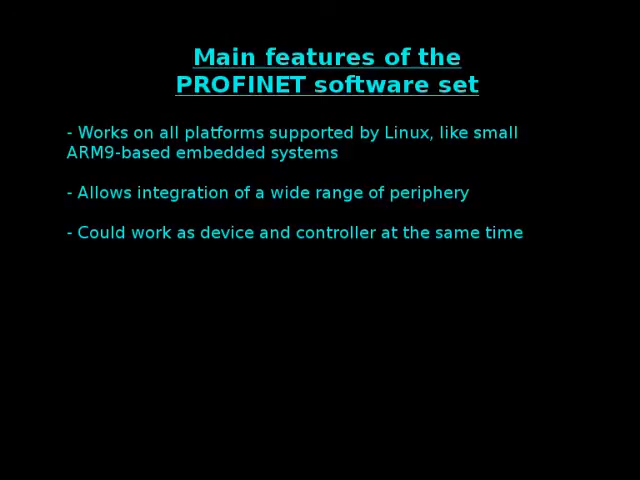 Main features of the
PROFINET software set
- Works on all platforms supported by Linux, like small
ARM9-based embedded systems
- Allows integration of a wide range of periphery
- Could work as device and controller at the same time